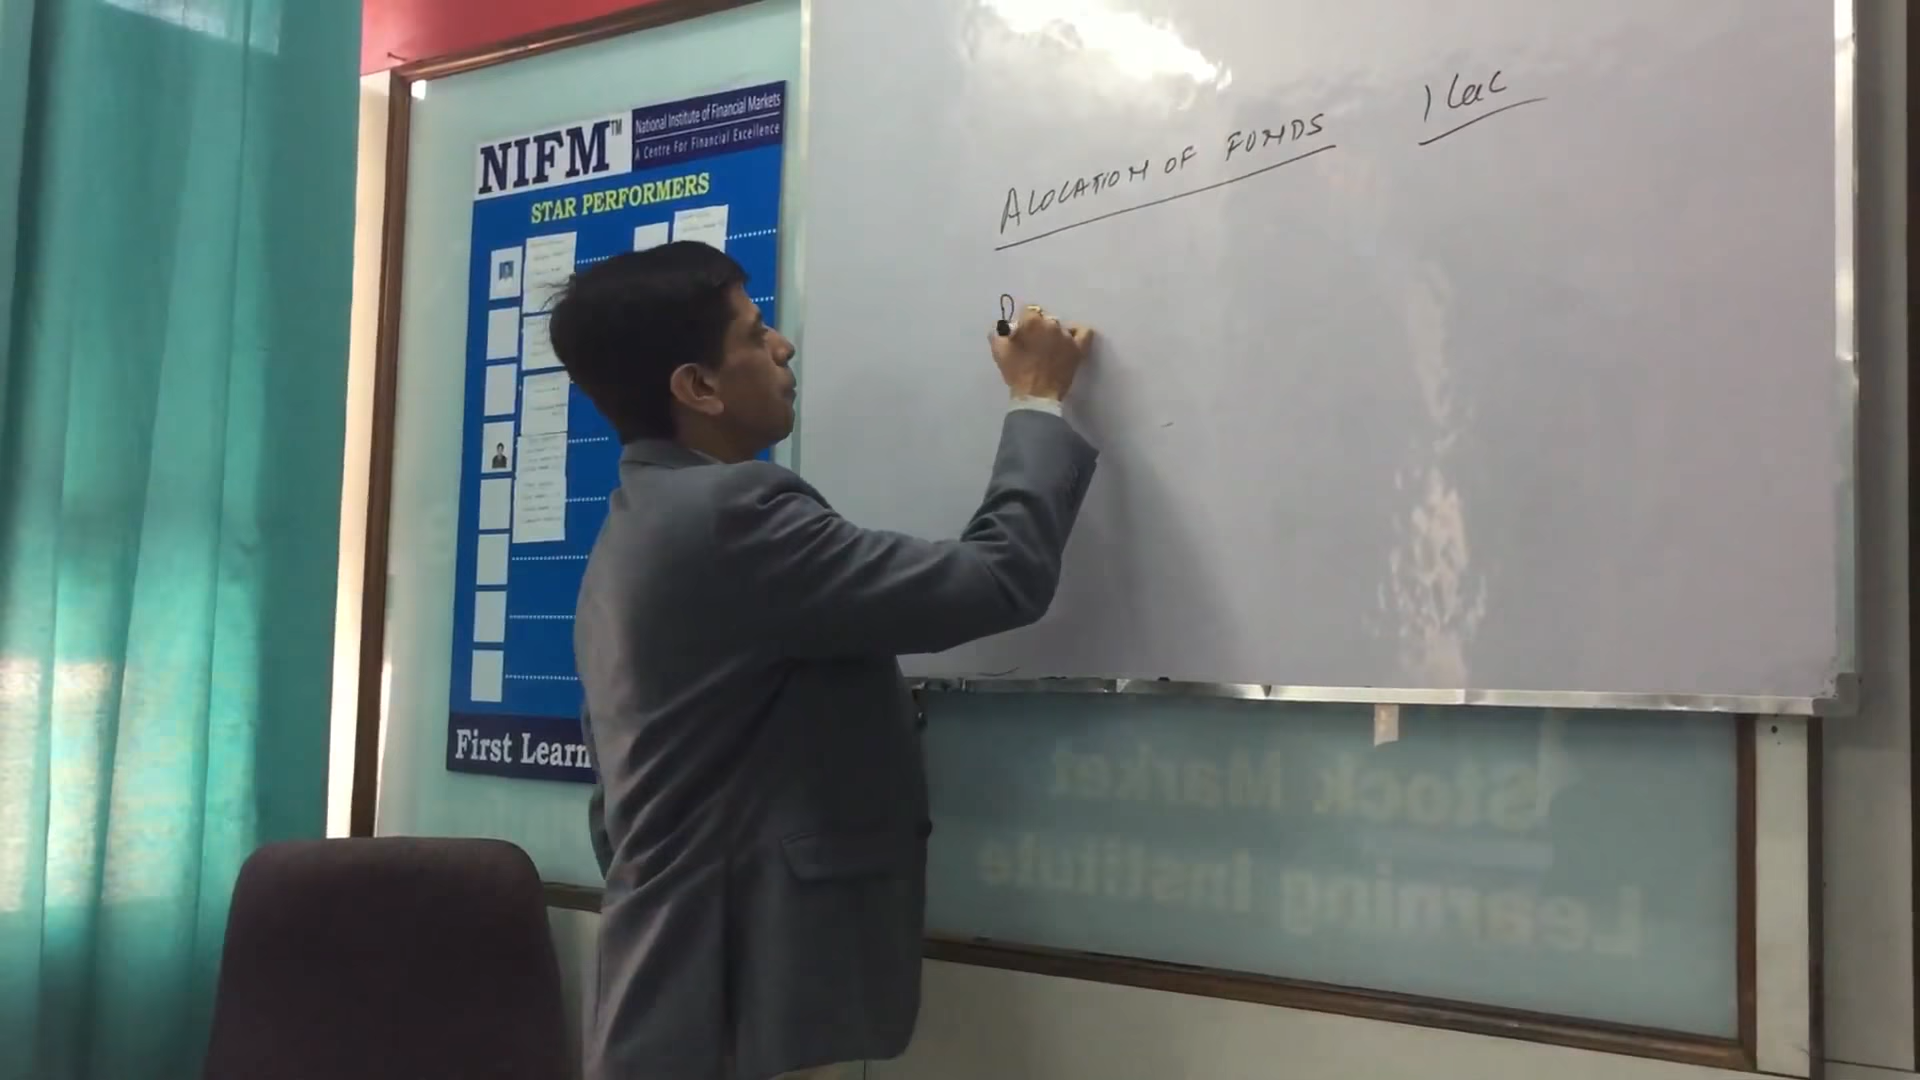 NIFM™
National Institute of Financial Markets
A Centre For Financial Excellence
STAR PERFORMERS
First Learn
ALOCATION OF FUNDS 1 Lac
Stock Market
Learning Institute